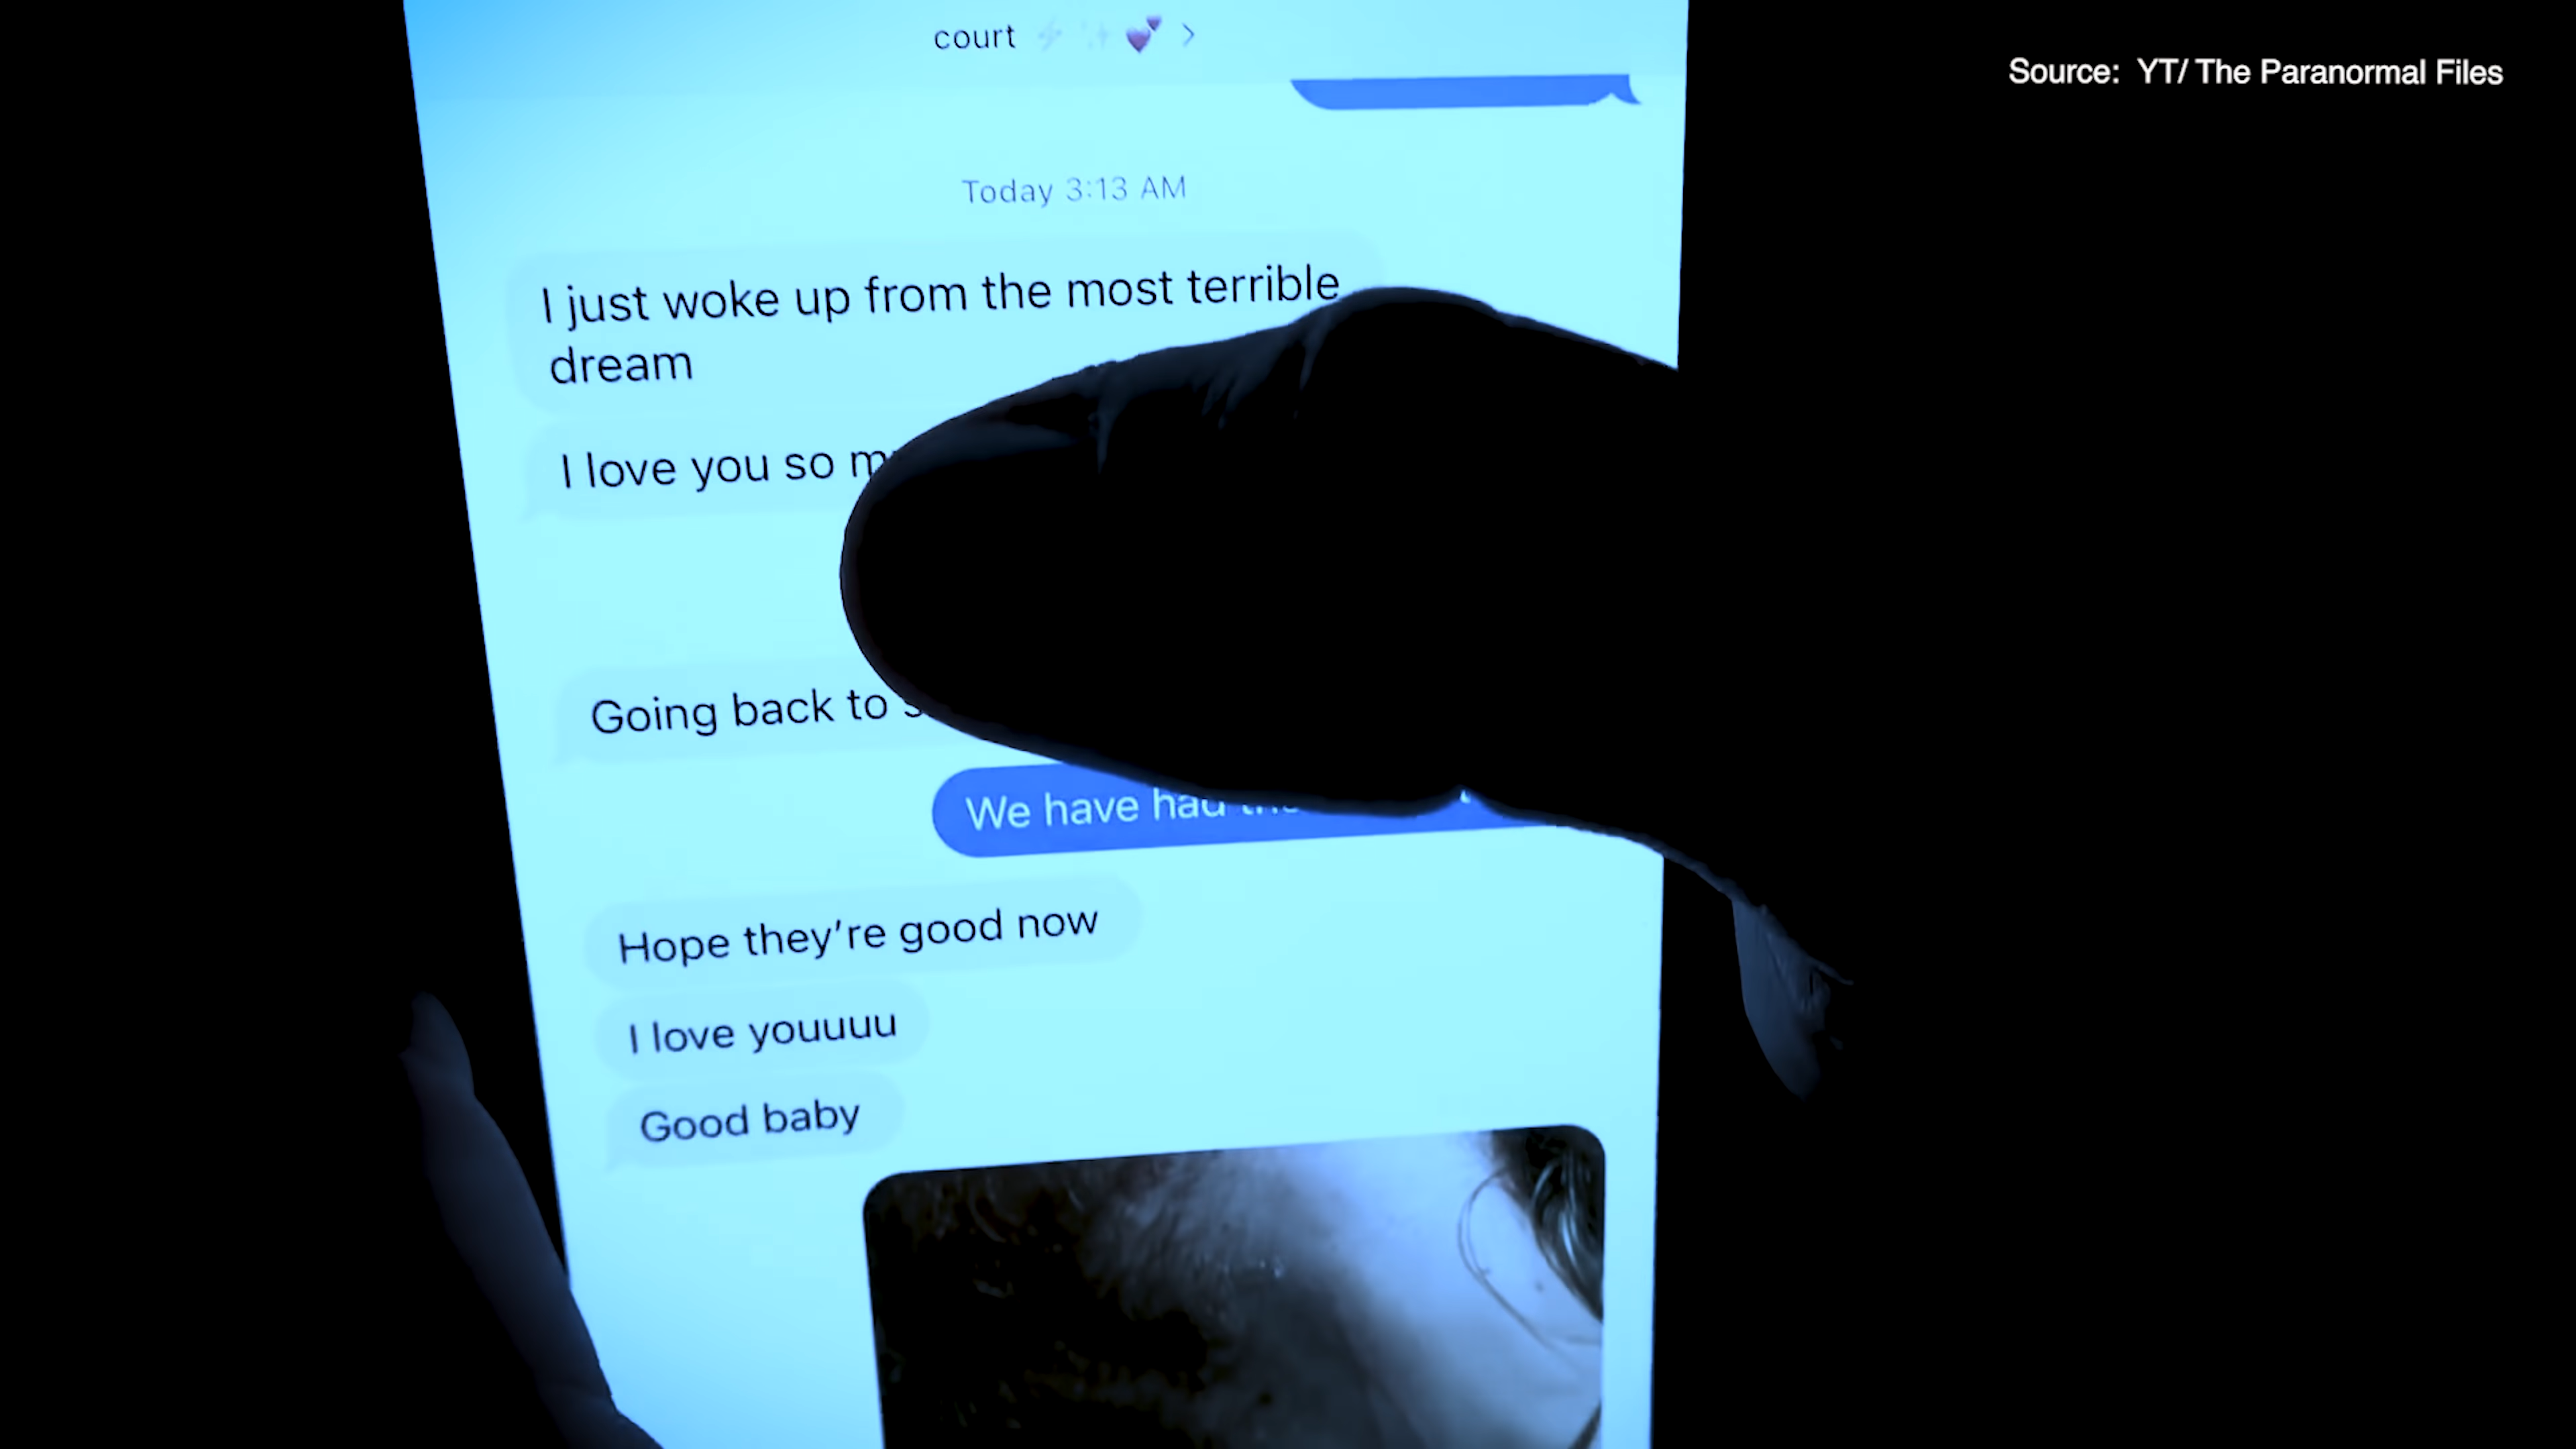 court
Source: YT/ The Paranormal Files
Today 3:13 AM
I just woke up from the most terrible
dream
I love you so
Going back to
We have had
Hope they're good now
I love youuuu
Good baby